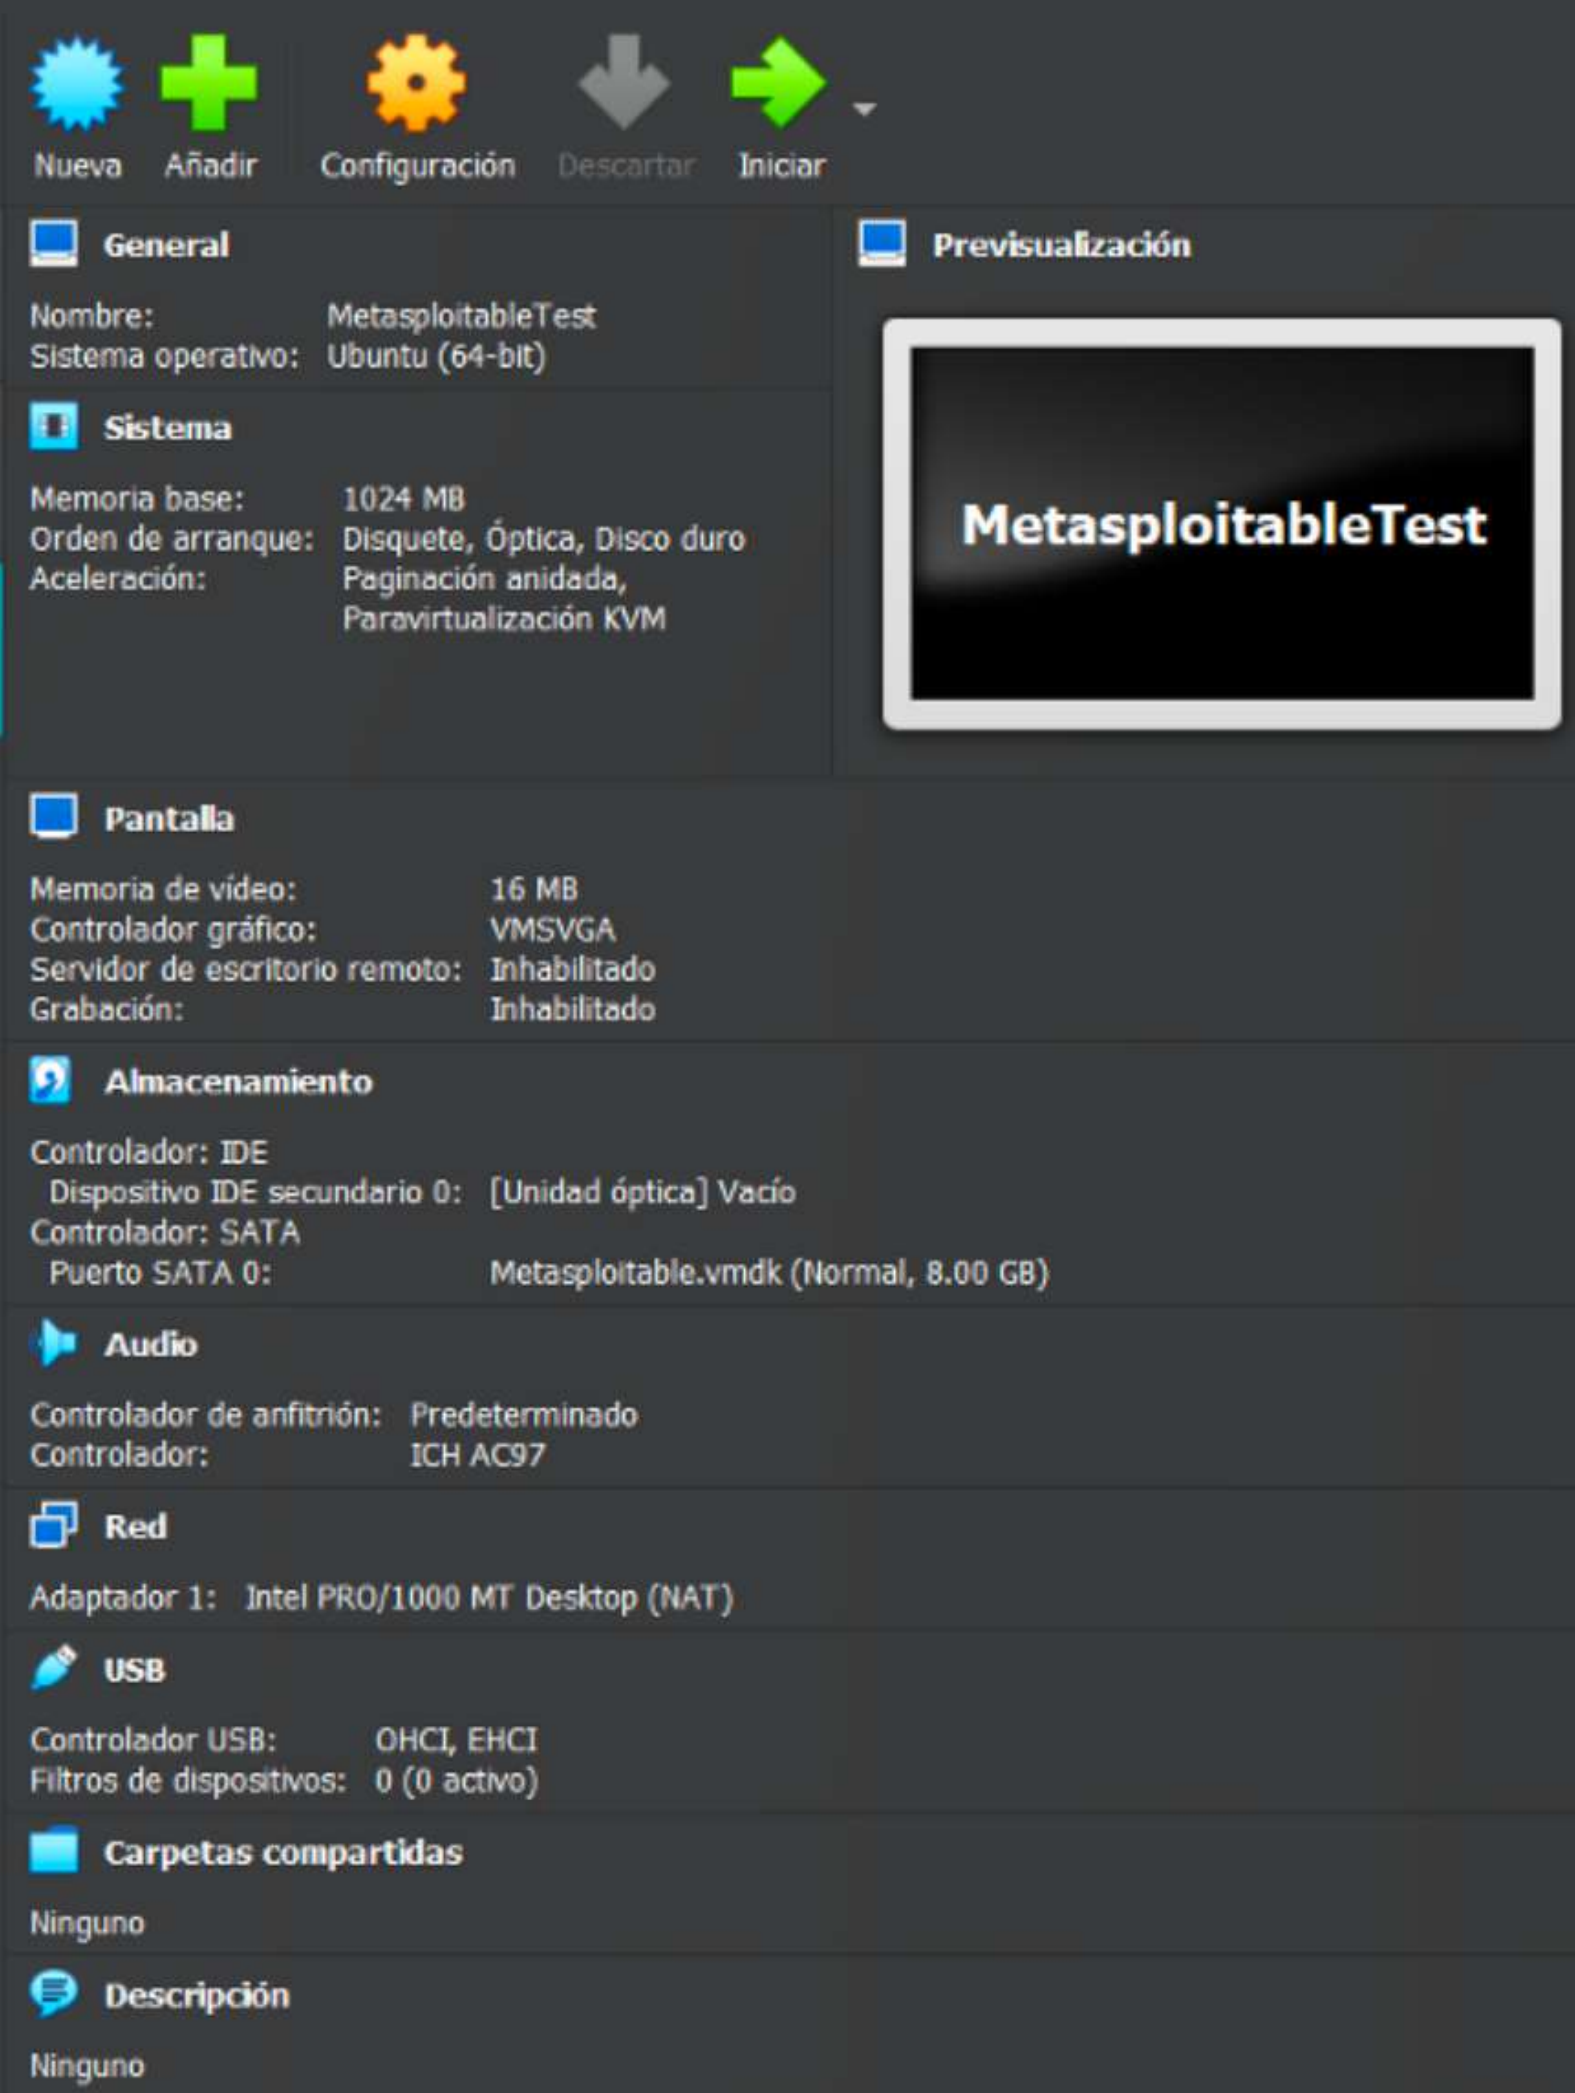 Nueva Añadir Configuración Descartar Iniciar
General
Nombre: MetasploitableTest
Sistema operativo: Ubuntu (64-bit)
Sistema
Memoria base: 1024 MB
Orden de arranque: Disquete, Óptica, Disco duro
Aceleración: Paginación anidada,
Paravirtualización KVM
Previsualización
MetasploitableTest
Pantalla
Memoria de vídeo: 16 MB
Controlador gráfico: VMSVGA
Servidor de escritorio remoto: Inhabilitado
Grabación: Inhabilitado
Almacenamiento
Controlador: IDE
Dispositivo IDE secundario 0: [Unidad óptica] Vacío
Controlador: SATA
Puerto SATA 0: Metasploitable.vmdk (Normal, 8.00 GB)
Audio
Controlador de anfitrión: Predeterminado
Controlador: ICH AC97
Red
Adaptador 1: Intel PRO/1000 MT Desktop (NAT)
USB
Controlador USB: OHCI, EHCI
Filtros de dispositivos: 0 (0 activo)
Carpetas compartidas
Ninguno
Descripción
Ninguno